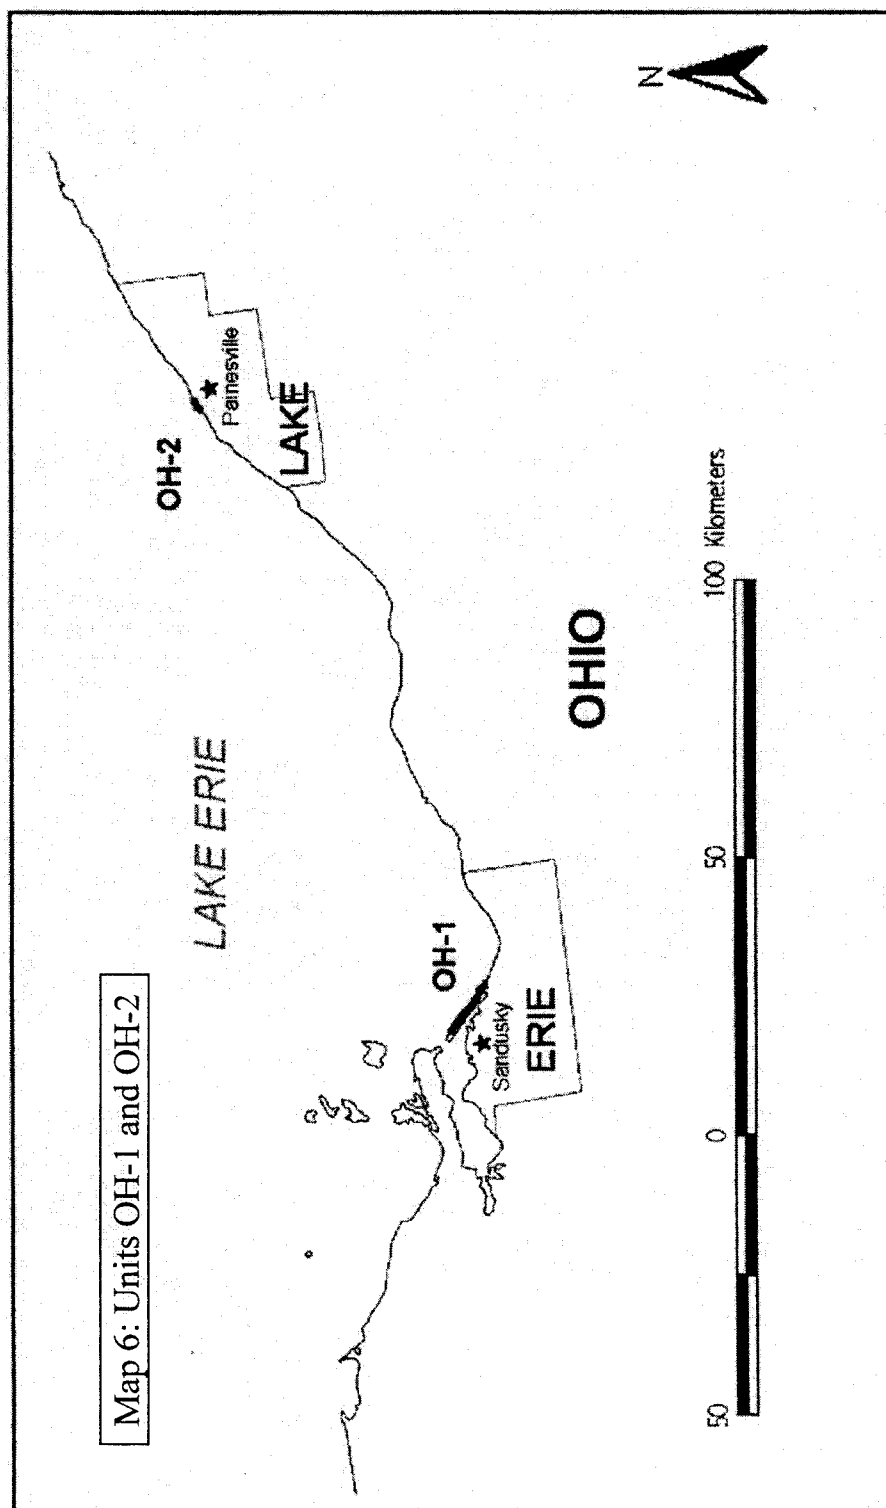 Map 6: Units OH-1 and OH-2
N
LAKE ERIE
OH-2
Painesville
LAKE
OH-1
Sandusky
ERIE
OHIO
50 0 50 100 Kilometers